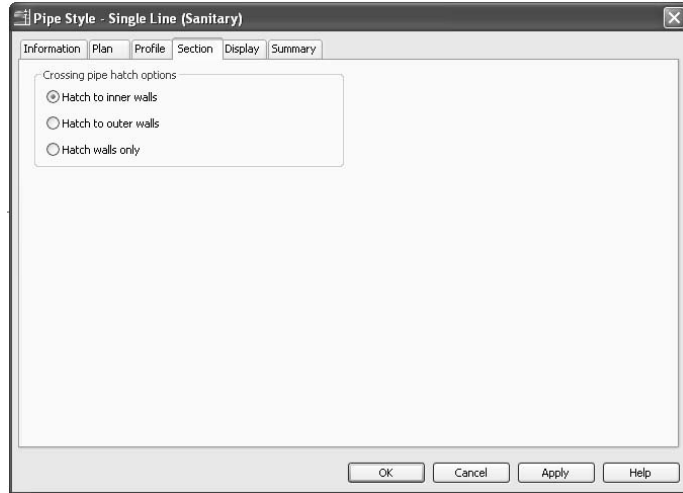 Pipe Style - Single Line (Sanitary)
Information Plan Profile Section Display Summary
Crossing pipe hatch options
Hatch to inner walls
Hatch to outer walls
Hatch walls only
OK Cancel Apply Help